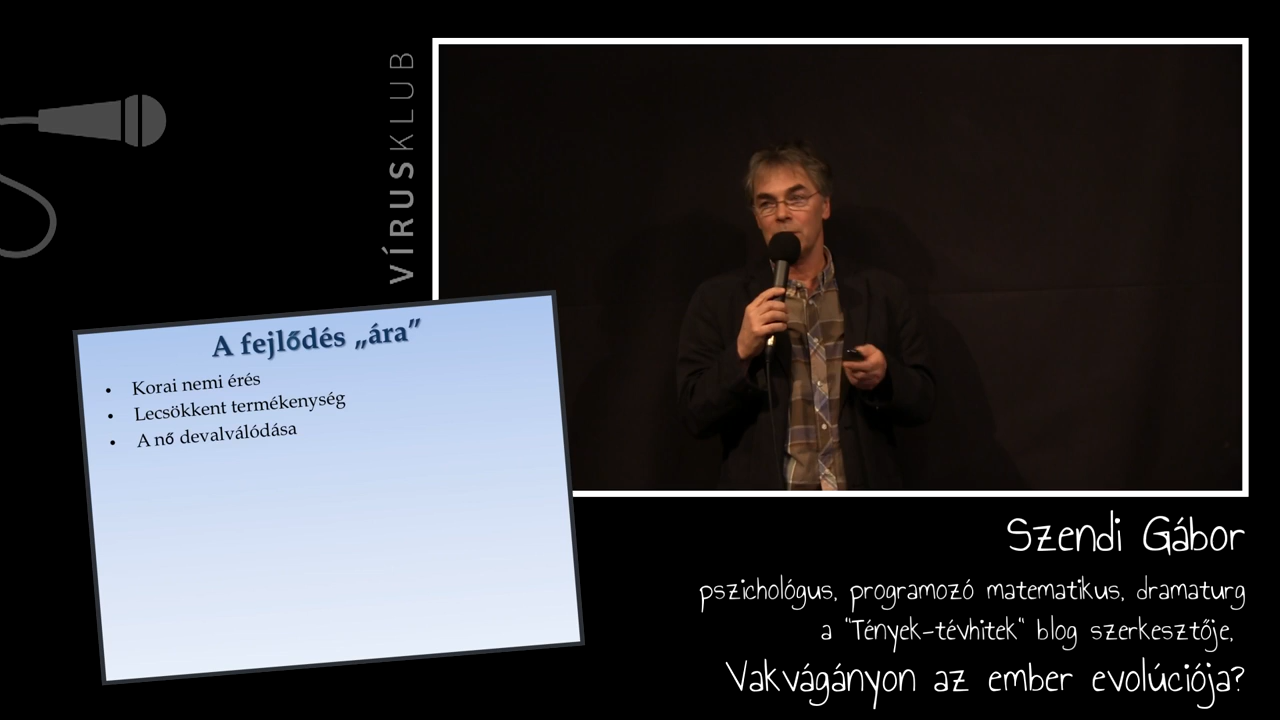 VÍRUSKLUB
A fejlődés „ára”
• Korai nemi érés
• Lecsökkent termékenység
• A nő devalválódása
Szendi Gábor
pszichológus, programozó matematikus, dramaturg
a "Tények-tévhitek" blog szerkesztője,
Vakvágányon az ember evolúciója?